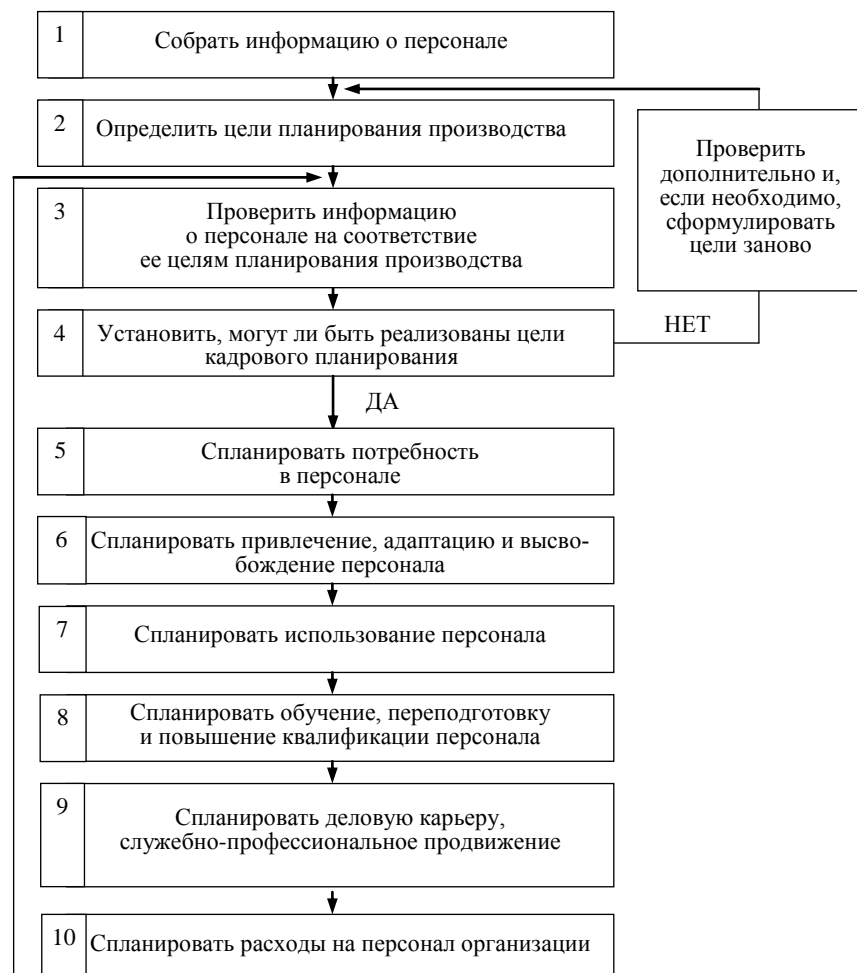 1
Собрать информацию о персонале
2
Определить цели планирования производства
Проверить
дополнительно и,
если необходимо,
сформулировать
цели заново
3
Проверить информацию
о персонале на соответствие
ее целям планирования производства
4
Установить, могут ли быть реализованы цели
кадрового планирования
НЕТ
ДА
5
Спланировать потребность
в персонале
6
Спланировать привлечение, адаптацию и высво-
бождение персонала
7
Спланировать использование персонала
8
Спланировать обучение, переподготовку
и повышение квалификации персонала
9
Спланировать деловую карьеру,
служебно-профессиональное продвижение
10
Спланировать расходы на персонал организации